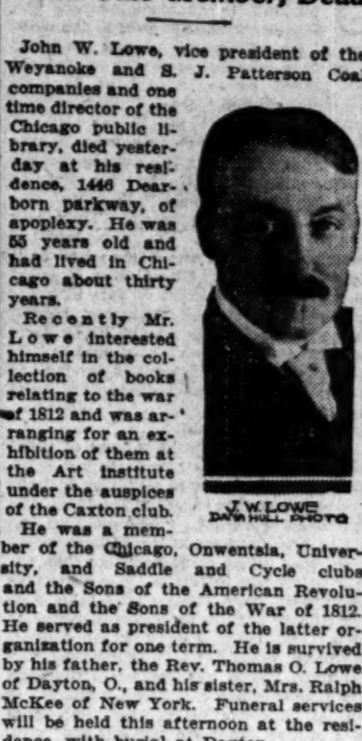 John W. Lowe, vice president of the
Weyanoke and S. J. Patterson Coal
companies and one
time director of the
Chicago public li-
brary, died yester-
day at his resi-
dence, 1446 Dear-
born parkway, of
apoplexy. He was
55 years old and
had lived in Chi-
cago about thirty
years.
Recently Mr.
Lowe interested
himself in the col-
lection of books
relating to the war
of 1812 and was ar-
ranging for an ex-
hibition of them at
the Art institute
under the auspices
of the Caxton club.
J. W. LOWE
DANA HULL PHOTO
He was a mem-
ber of the Chicago, Onwentsia, Univer-
sity, and Saddle and Cycle clubs
and the Sons of the American Revolu-
tion and the Sons of the War of 1812.
He served as president of the latter or-
ganization for one term. He is survived
by his father, the Rev. Thomas O. Lowe
of Dayton, O., and his sister, Mrs. Ralph
McKee of New York. Funeral services
will be held this afternoon at the resi-
dence, with burial at